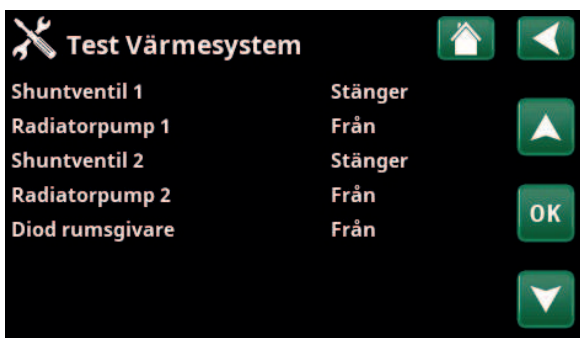 Test Värmesystem
Shuntventil 1 Stänger
Radiatorpump 1 Från
Shuntventil 2 Stänger
Radiatorpump 2 Från
OK
Diod rumsgivare Från